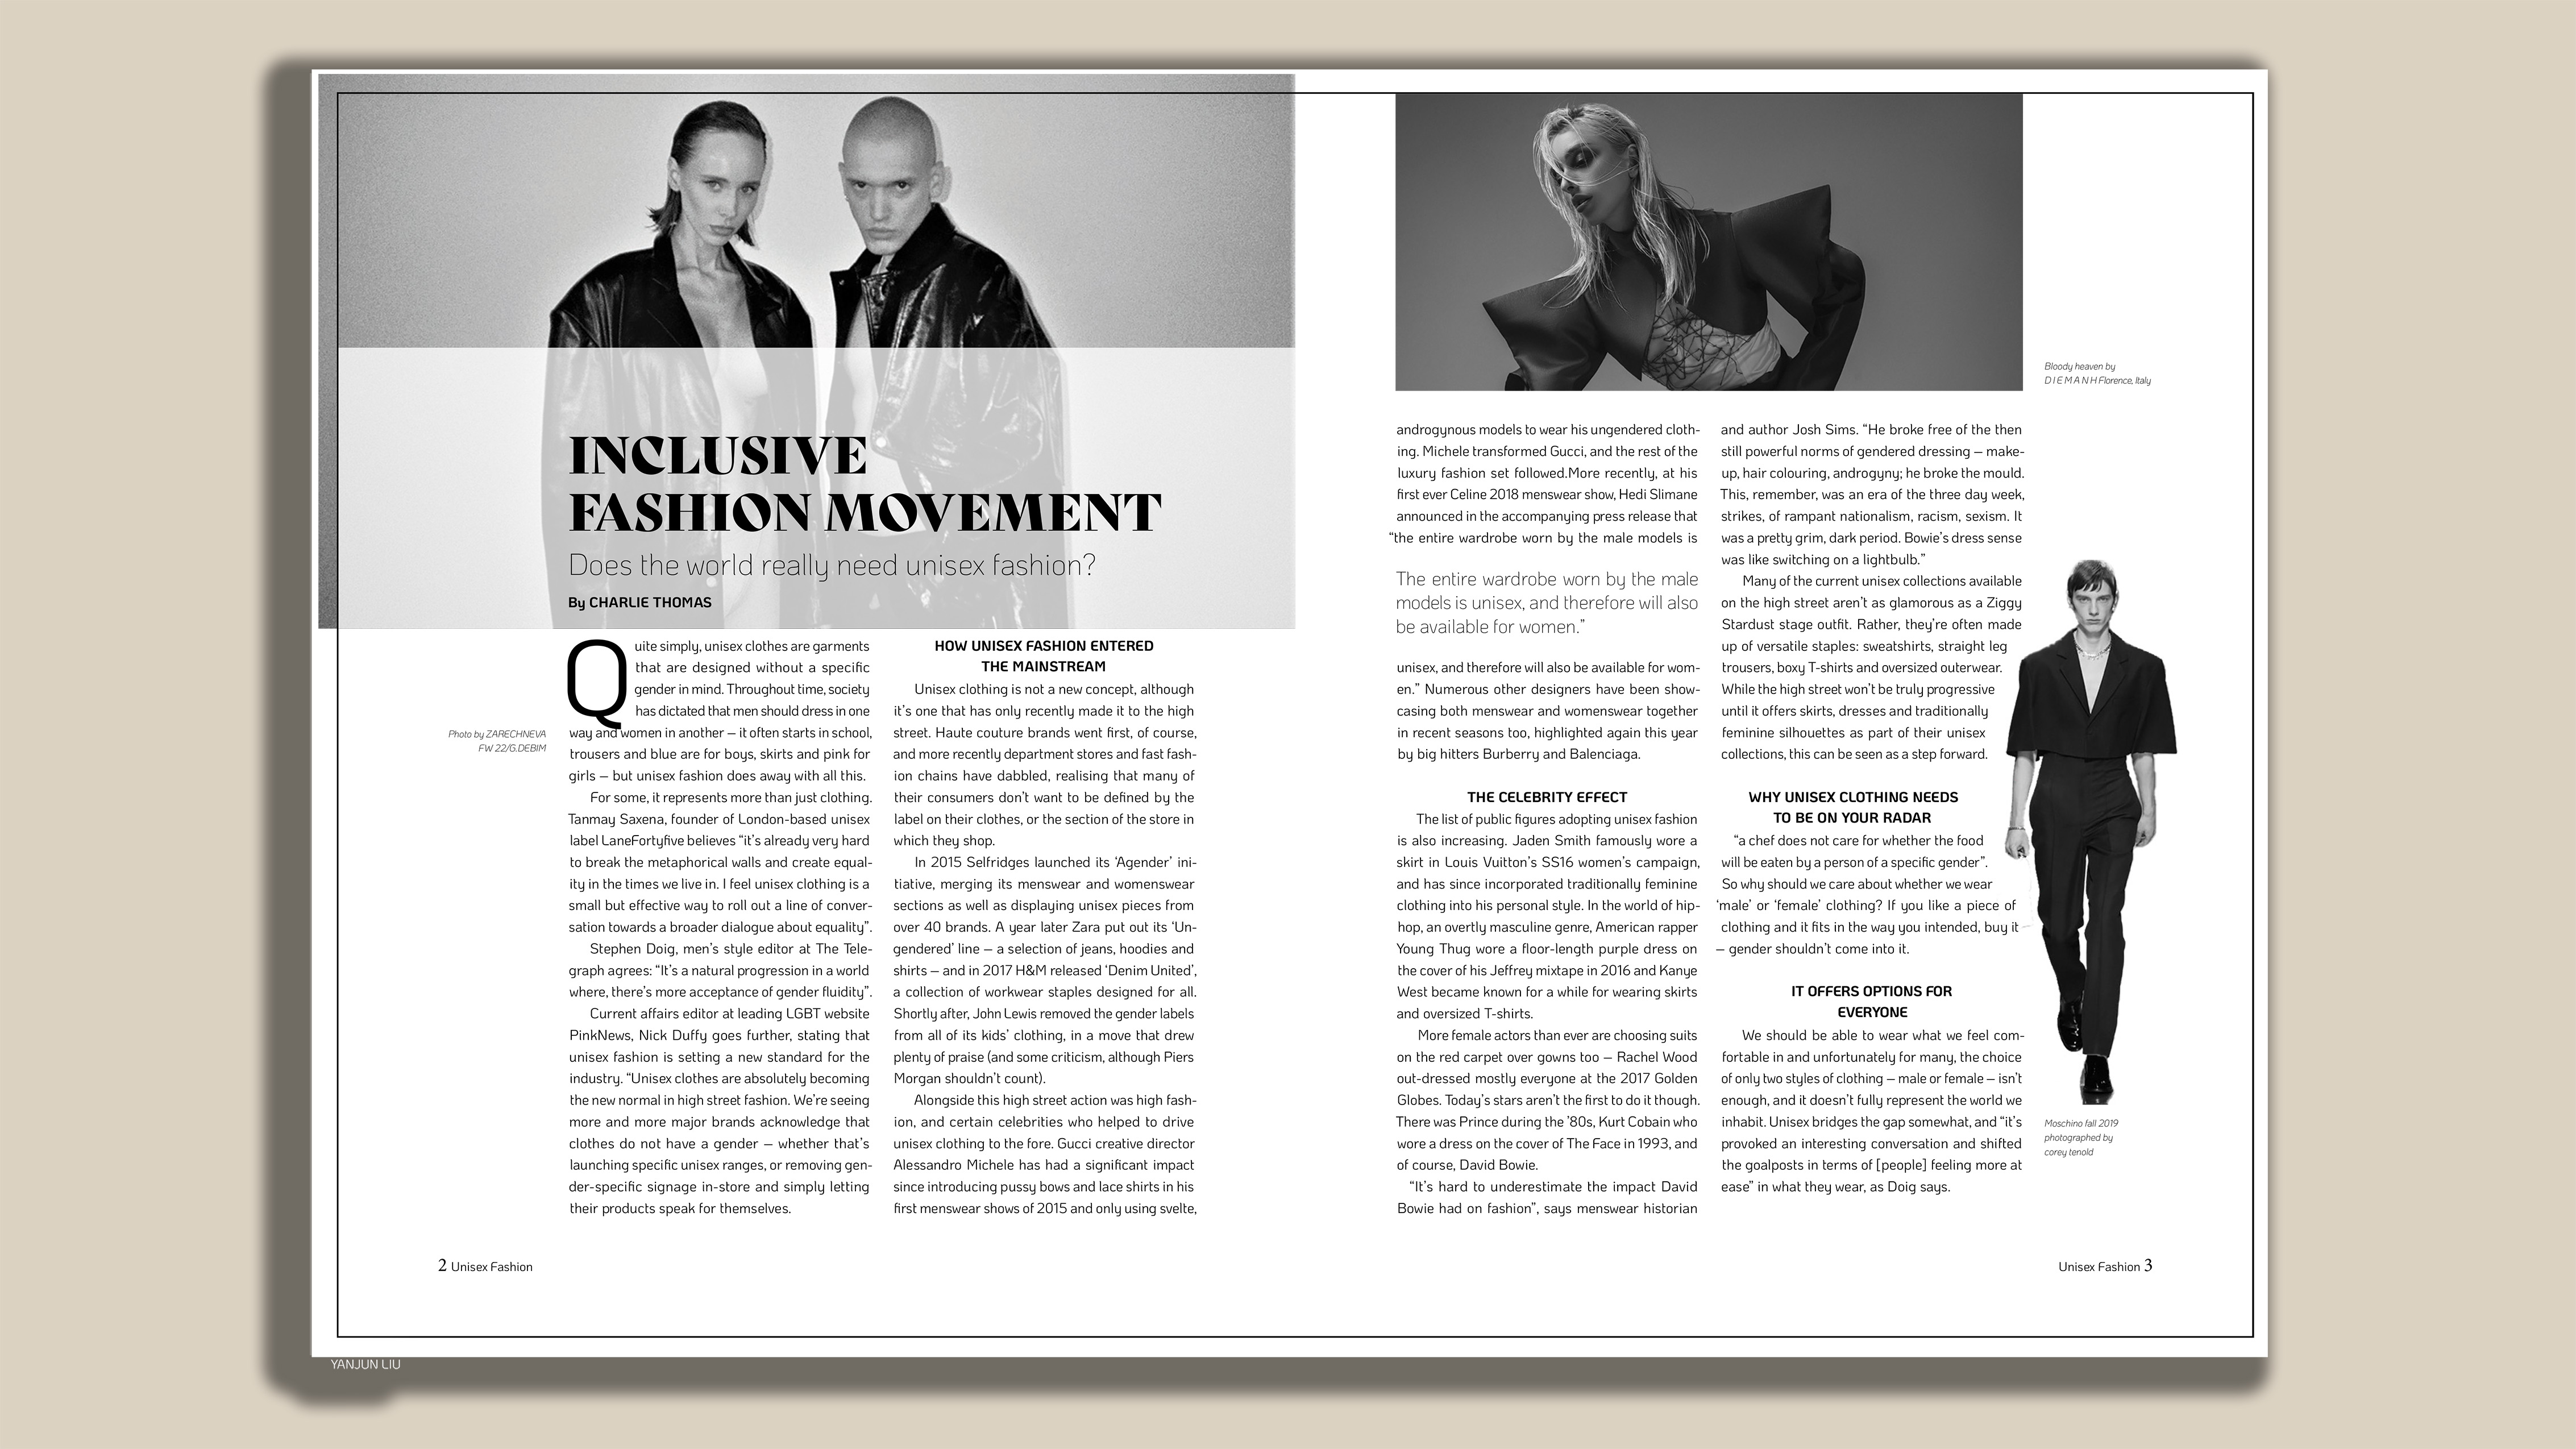 INCLUSIVE
FASHION MOVEMENT
Does the world really need unisex fashion?
By CHARLIE THOMAS
Photo by ZARECHNEVA
FW 22/G.DEBIM
Quite simply, unisex clothes are garments
that are designed without a specific
gender in mind. Throughout time, society
has dictated that men should dress in one
way and women in another – it often starts in school,
trousers and blue are for boys, skirts and pink for
girls – but unisex fashion does away with all this.
For some, it represents more than just clothing.
Tanmay Saxena, founder of London-based unisex
label LaneFortyfive believes “it’s already very hard
to break the metaphorical walls and create equal-
ity in the times we live in. I feel unisex clothing is a
small but effective way to roll out a line of conver-
sation towards a broader dialogue about equality”.
Stephen Doig, men’s style editor at The Tele-
graph agrees: “It’s a natural progression in a world
where, there’s more acceptance of gender fluidity”.
Current affairs editor at leading LGBT website
PinkNews, Nick Duffy goes further, stating that
unisex fashion is setting a new standard for the
industry. “Unisex clothes are absolutely becoming
the new normal in high street fashion. We’re seeing
more and more major brands acknowledge that
clothes do not have a gender – whether that’s
launching specific unisex ranges, or removing gen-
der-specific signage in-store and simply letting
their products speak for themselves.
HOW UNISEX FASHION ENTERED
THE MAINSTREAM
Unisex clothing is not a new concept, although
it’s one that has only recently made it to the high
street. Haute couture brands went first, of course,
and more recently department stores and fast fash-
ion chains have dabbled, realising that many of
their consumers don’t want to be defined by the
label on their clothes, or the section of the store in
which they shop.
In 2015 Selfridges launched its ‘Agender’ ini-
tiative, merging its menswear and womenswear
sections as well as displaying unisex pieces from
over 40 brands. A year later Zara put out its ‘Un-
gendered’ line – a selection of jeans, hoodies and
shirts – and in 2017 H&M released ‘Denim United’,
a collection of workwear staples designed for all.
Shortly after, John Lewis removed the gender labels
from all of its kids’ clothing, in a move that drew
plenty of praise (and some criticism, although Piers
Morgan shouldn’t count).
Alongside this high street action was high fash-
ion, and certain celebrities who helped to drive
unisex clothing to the fore. Gucci creative director
Alessandro Michele has had a significant impact
since introducing pussy bows and lace shirts in his
first menswear shows of 2015 and only using svelte,
2 Unisex Fashion
Bloody heaven by
D I E M A N H Florence, Italy
androgynous models to wear his ungendered cloth-
ing. Michele transformed Gucci, and the rest of the
luxury fashion set followed.More recently, at his
first ever Celine 2018 menswear show, Hedi Slimane
announced in the accompanying press release that
“the entire wardrobe worn by the male models is
The entire wardrobe worn by the male
models is unisex, and therefore will also
be available for women.”
unisex, and therefore will also be available for wom-
en.” Numerous other designers have been show-
casing both menswear and womenswear together
in recent seasons too, highlighted again this year
by big hitters Burberry and Balenciaga.
THE CELEBRITY EFFECT
The list of public figures adopting unisex fashion
is also increasing. Jaden Smith famously wore a
skirt in Louis Vuitton’s SS16 women’s campaign,
and has since incorporated traditionally feminine
clothing into his personal style. In the world of hip-
hop, an overtly masculine genre, American rapper
Young Thug wore a floor-length purple dress on
the cover of his Jeffrey mixtape in 2016 and Kanye
West became known for a while for wearing skirts
and oversized T-shirts.
More female actors than ever are choosing suits
on the red carpet over gowns too – Rachel Wood
out-dressed mostly everyone at the 2017 Golden
Globes. Today’s stars aren’t the first to do it though.
There was Prince during the ’80s, Kurt Cobain who
wore a dress on the cover of The Face in 1993, and
of course, David Bowie.
“It’s hard to underestimate the impact David
Bowie had on fashion”, says menswear historian
and author Josh Sims. “He broke free of the then
still powerful norms of gendered dressing – make-
up, hair colouring, androgyny; he broke the mould.
This, remember, was an era of the three day week,
strikes, of rampant nationalism, racism, sexism. It
was a pretty grim, dark period. Bowie’s dress sense
was like switching on a lightbulb.”
Many of the current unisex collections available
on the high street aren’t as glamorous as a Ziggy
Stardust stage outfit. Rather, they’re often made
up of versatile staples: sweatshirts, straight leg
trousers, boxy T-shirts and oversized outerwear.
While the high street won’t be truly progressive
until it offers skirts, dresses and traditionally
feminine silhouettes as part of their unisex
collections, this can be seen as a step forward.
WHY UNISEX CLOTHING NEEDS
TO BE ON YOUR RADAR
“a chef does not care for whether the food
will be eaten by a person of a specific gender”.
So why should we care about whether we wear
‘male’ or ‘female’ clothing? If you like a piece of
clothing and it fits in the way you intended, buy it
– gender shouldn’t come into it.
IT OFFERS OPTIONS FOR
EVERYONE
We should be able to wear what we feel com-
fortable in and unfortunately for many, the choice
of only two styles of clothing – male or female – isn’t
enough, and it doesn’t fully represent the world we
inhabit. Unisex bridges the gap somewhat, and “it’s
provoked an interesting conversation and shifted
the goalposts in terms of [people] feeling more at
ease” in what they wear, as Doig says.
Moschino fall 2019
photographed by
corey tenold
Unisex Fashion 3
YANJUN LIU